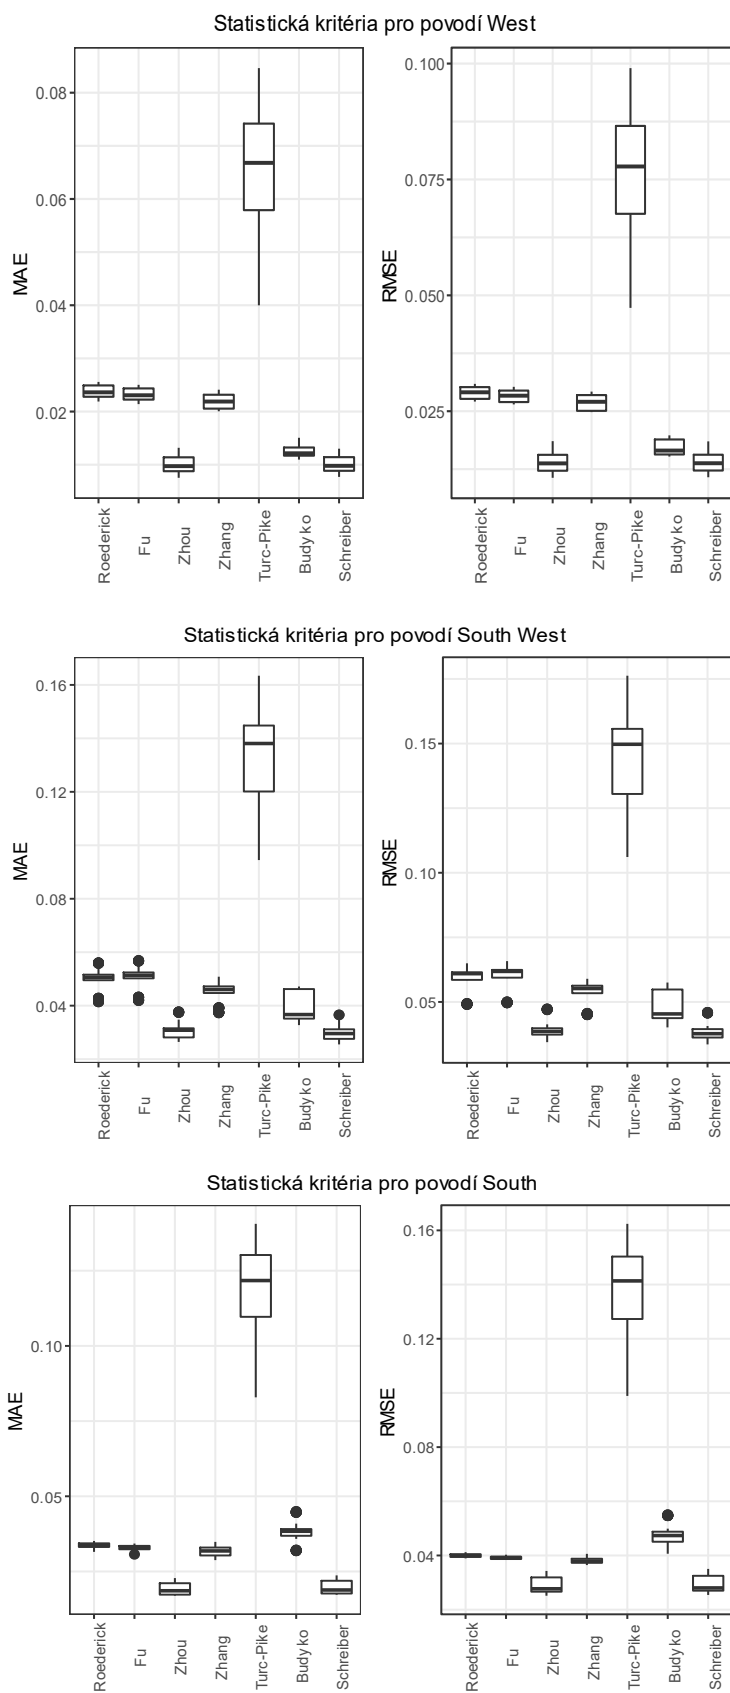 Statistická kritéria pro povodí West
MAE
0.08
0.06
0.04
0.02
Roederick
Fu
Zhou
Zhang
Turc-Pike
Budyko
Schreiber
RMSE
0.100
0.075
0.050
0.025
Roederick
Fu
Zhou
Zhang
Turc-Pike
Budyko
Schreiber
Statistická kritéria pro povodí South West
MAE
0.16
0.12
0.08
0.04
Roederick
Fu
Zhou
Zhang
Turc-Pike
Budyko
Schreiber
RMSE
0.15
0.10
0.05
Roederick
Fu
Zhou
Zhang
Turc-Pike
Budyko
Schreiber
Statistická kritéria pro povodí South
MAE
0.10
0.05
Roederick
Fu
Zhou
Zhang
Turc-Pike
Budyko
Schreiber
RMSE
0.16
0.12
0.08
0.04
Roederick
Fu
Zhou
Zhang
Turc-Pike
Budyko
Schreiber